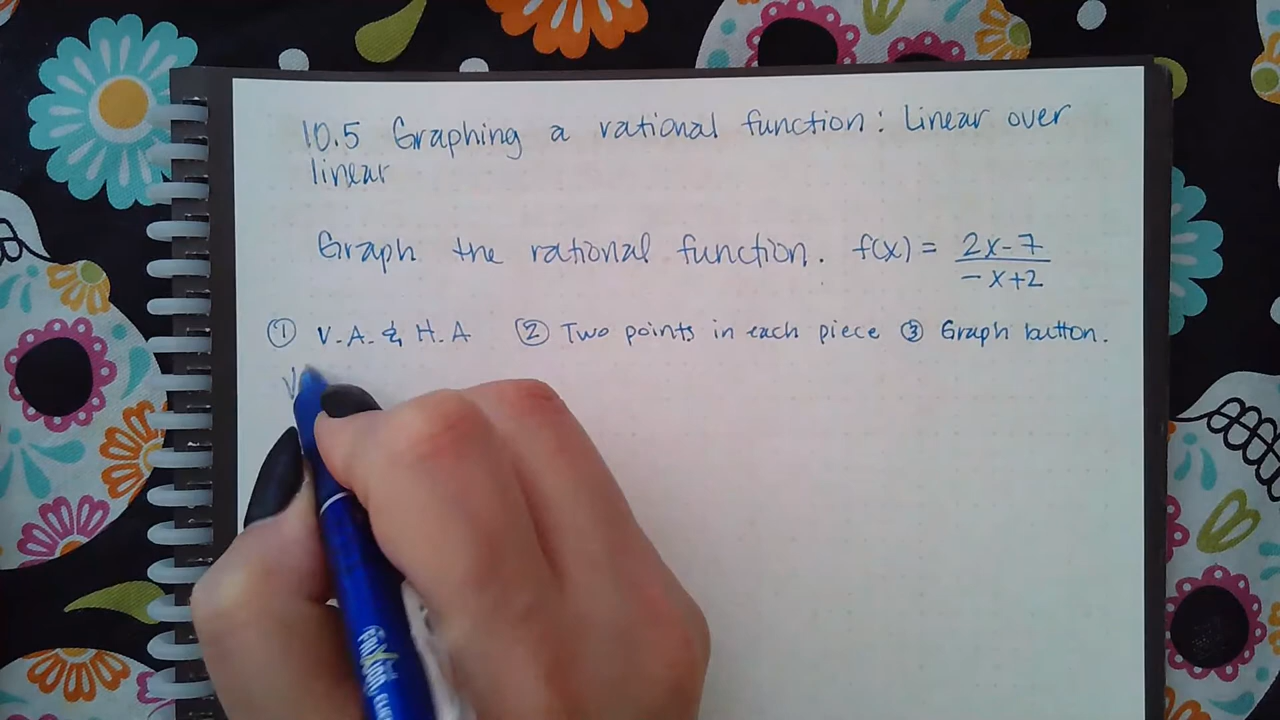 10.5 Graphing a rational function: Linear over
linear
Graph the rational function. f(x) = 2x-7 / -x+2
① V.A. & H.A ② Two points in each piece ③ Graph button.
V
FriXion